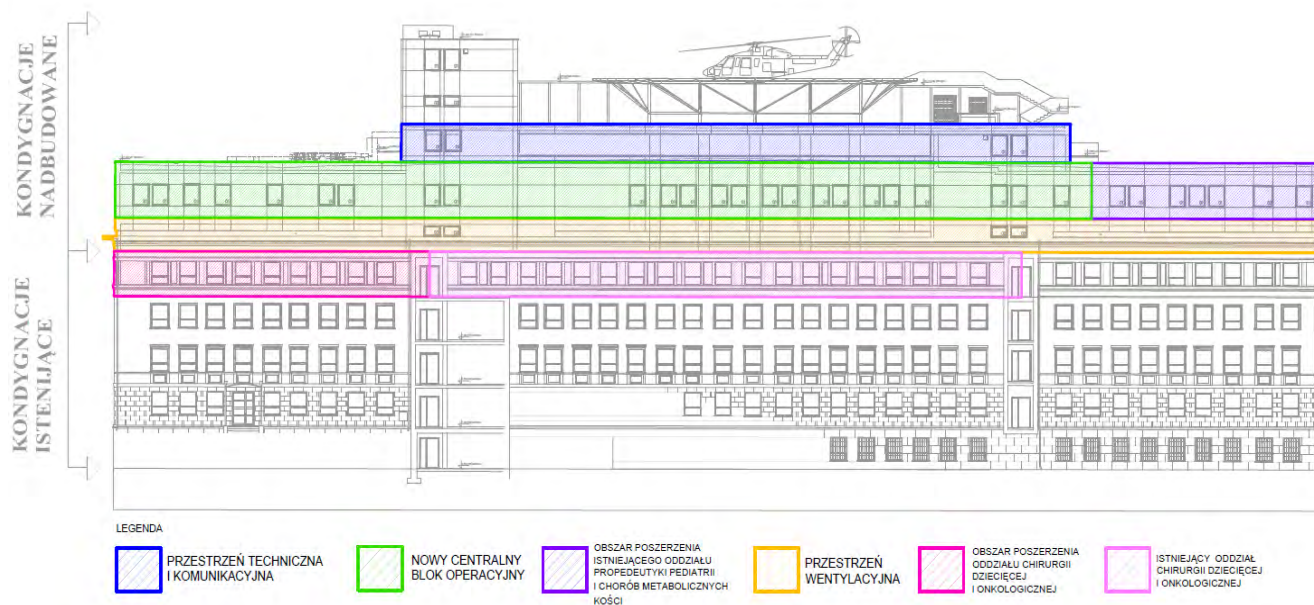 KONDYGNACJE
NADBUDOWANE
KONDYGNACJE
ISTENIJĄCE
LEGENDA
PRZESTRZEŃ TECHNICZNA
I KOMUNIKACYJNA
NOWY CENTRALNY
BLOK OPERACYJNY
OBSZAR POSZERZENIA
ISTNIEJĄCEGO ODDZIAŁU
PROPEDEUTYKI PEDIATRII
I CHORÓB METABOLICZNYCH
KOŚCI
PRZESTRZEŃ
WENTYLACYJNA
OBSZAR POSZERZENIA
ODDZIAŁU CHIRURGII
DZIECIĘCEJ
I ONKOLOGICZNEJ
ISTNIEJĄCY ODDZIAŁ
CHIRURGII DZIECIĘCEJ
I ONKOLOGICZNEJ